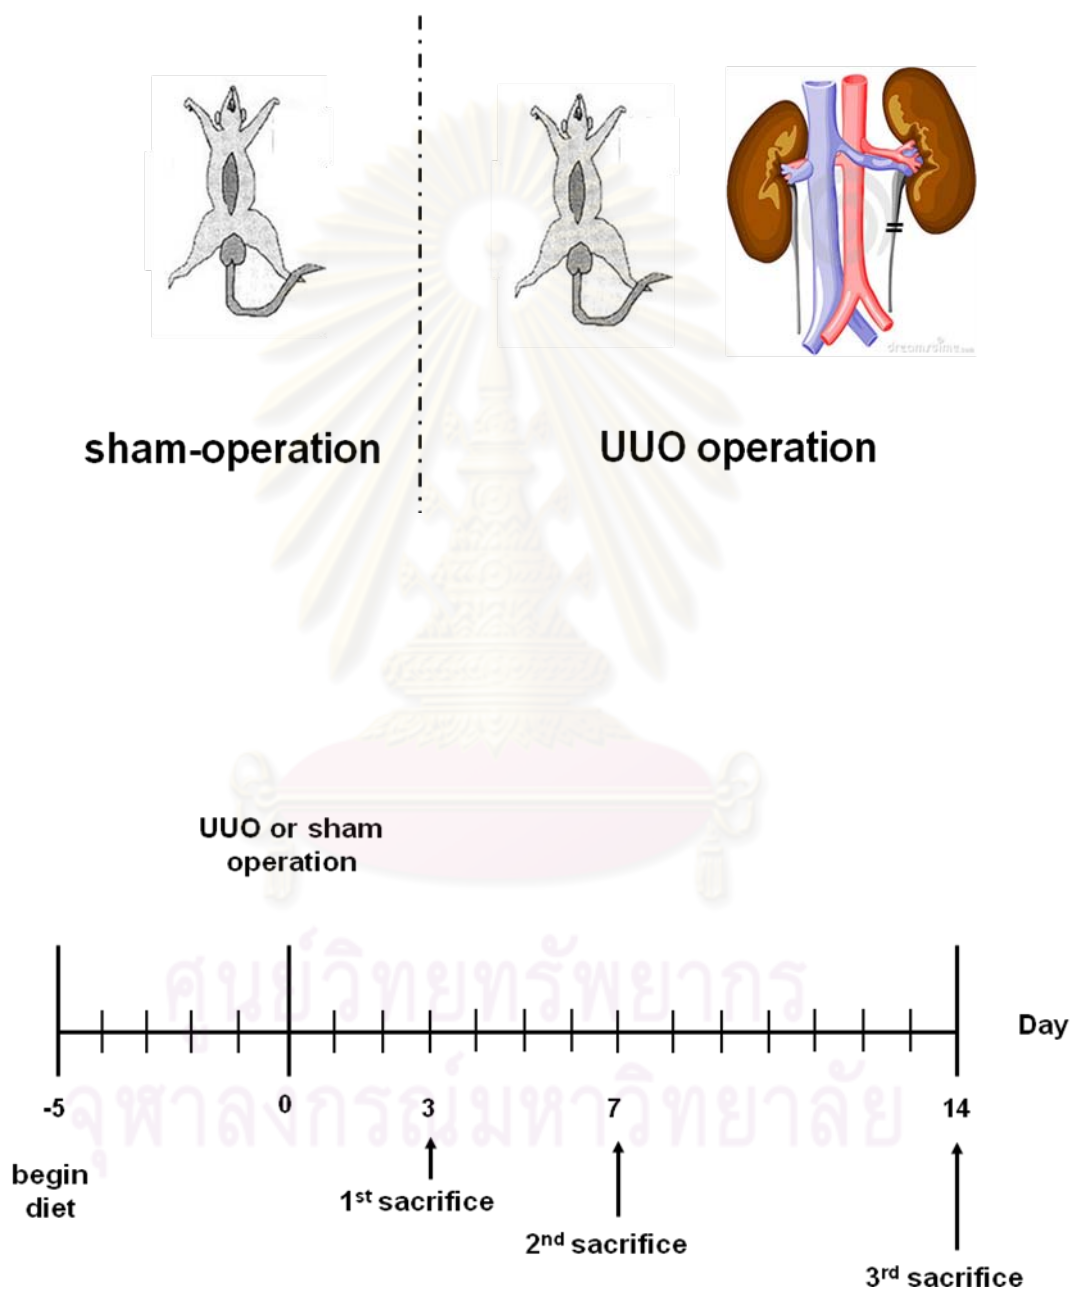 dreamstime.com
sham-operation
UUO operation
UUO or sham
operation
ศูนย์วิทยทรัพยากร
Day
จุฬาลงกรณ์มหาวิทยาลัย
-5
0
3
7
14
begin
diet
1st sacrifice
2nd sacrifice
3rd sacrifice